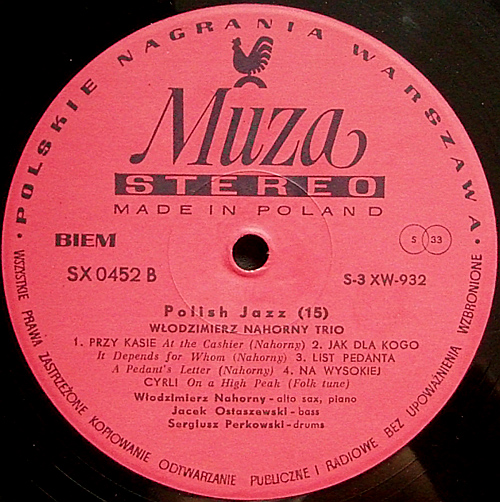 POLSKIE NAGRANIA WARSZAWA
Muza
STEREO
MADE IN POLAND
BIEM
S 33
SX 0452 B
S-3 XW-932
Polish Jazz (15)
WŁODZIMIERZ NAHORNY TRIO
1. PRZY KASIE At the Cashier (Nahorny) 2. JAK DLA KOGO
It Depends for Whom (Nahorny) 3. LIST PEDANTA
A Pedant's Letter (Nahorny) 4. NA WYSOKIEJ
CYRLI On a High Peak (Folk tune)
Włodzimierz Nahorny - alto sax, piano
Jacek Ostaszewski - bass
Sergiusz Perkowski - drums
WSZYSTKIE PRAWA ZASTRZEŻONE KOPIOWANIE ODTWARZANIE PUBLICZNE I RADIOWE BEZ UPOWAŻNIENIA WZBRONIONE